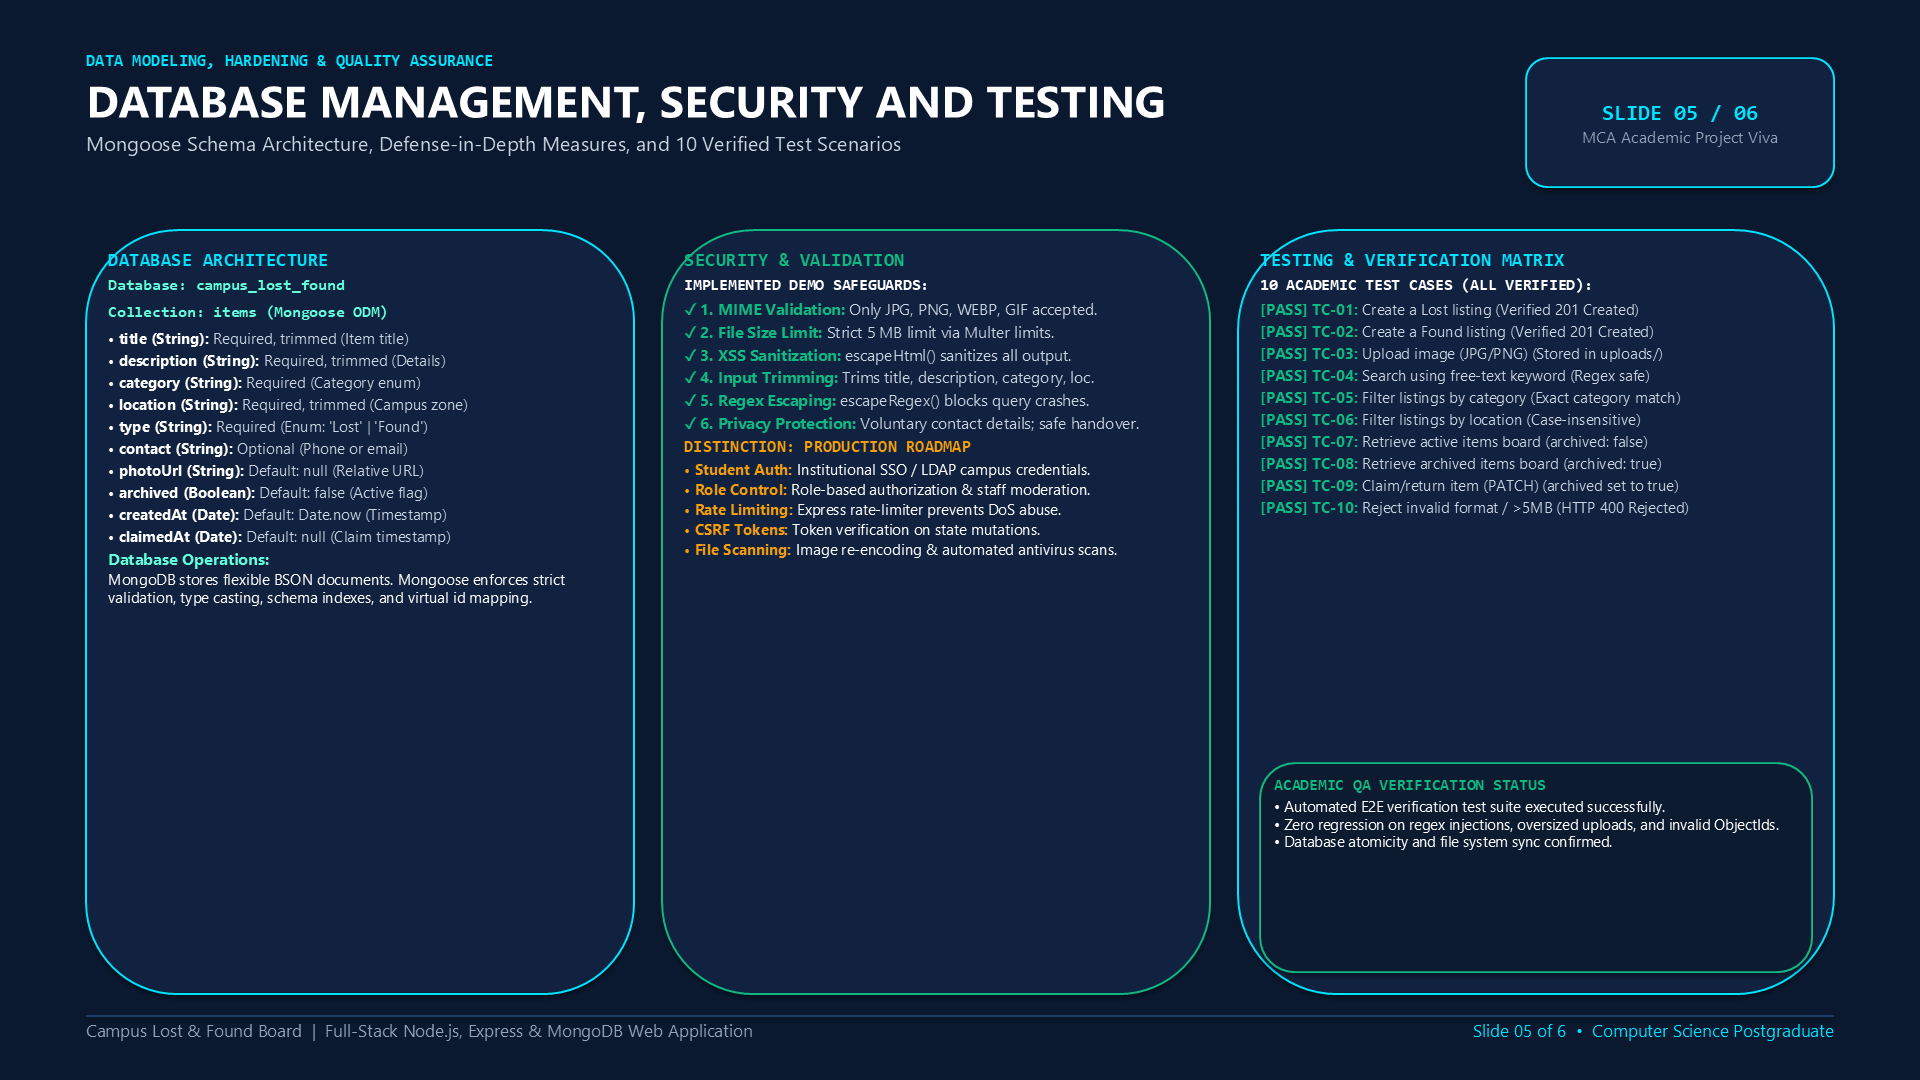 DATA MODELING, HARDENING & QUALITY ASSURANCE
DATABASE MANAGEMENT, SECURITY AND TESTING
Mongoose Schema Architecture, Defense-in-Depth Measures, and 10 Verified Test Scenarios
SLIDE 05 / 06
MCA Academic Project Viva
DATABASE ARCHITECTURE
Database: campus_lost_found
Collection: items (Mongoose ODM)
• title (String): Required, trimmed (Item title)
• description (String): Required, trimmed (Details)
• category (String): Required (Category enum)
• location (String): Required, trimmed (Campus zone)
• type (String): Required (Enum: 'Lost' | 'Found')
• contact (String): Optional (Phone or email)
• photoUrl (String): Default: null (Relative URL)
• archived (Boolean): Default: false (Active flag)
• createdAt (Date): Default: Date.now (Timestamp)
• claimedAt (Date): Default: null (Claim timestamp)
Database Operations:
MongoDB stores flexible BSON documents. Mongoose enforces strict
validation, type casting, schema indexes, and virtual id mapping.
SECURITY & VALIDATION
IMPLEMENTED DEMO SAFEGUARDS:
✓ 1. MIME Validation: Only JPG, PNG, WEBP, GIF accepted.
✓ 2. File Size Limit: Strict 5 MB limit via Multer limits.
✓ 3. XSS Sanitization: escapeHtml() sanitizes all output.
✓ 4. Input Trimming: Trims title, description, category, loc.
✓ 5. Regex Escaping: escapeRegex() blocks query crashes.
✓ 6. Privacy Protection: Voluntary contact details; safe handover.
DISTINCTION: PRODUCTION ROADMAP
• Student Auth: Institutional SSO / LDAP campus credentials.
• Role Control: Role-based authorization & staff moderation.
• Rate Limiting: Express rate-limiter prevents DoS abuse.
• CSRF Tokens: Token verification on state mutations.
• File Scanning: Image re-encoding & automated antivirus scans.
TESTING & VERIFICATION MATRIX
10 ACADEMIC TEST CASES (ALL VERIFIED):
[PASS] TC-01: Create a Lost listing (Verified 201 Created)
[PASS] TC-02: Create a Found listing (Verified 201 Created)
[PASS] TC-03: Upload image (JPG/PNG) (Stored in uploads/)
[PASS] TC-04: Search using free-text keyword (Regex safe)
[PASS] TC-05: Filter listings by category (Exact category match)
[PASS] TC-06: Filter listings by location (Case-insensitive)
[PASS] TC-07: Retrieve active items board (archived: false)
[PASS] TC-08: Retrieve archived items board (archived: true)
[PASS] TC-09: Claim/return item (PATCH) (archived set to true)
[PASS] TC-10: Reject invalid format / >5MB (HTTP 400 Rejected)
ACADEMIC QA VERIFICATION STATUS
• Automated E2E verification test suite executed successfully.
• Zero regression on regex injections, oversized uploads, and invalid ObjectIds.
• Database atomicity and file system sync confirmed.
Campus Lost & Found Board | Full-Stack Node.js, Express & MongoDB Web Application
Slide 05 of 6 • Computer Science Postgraduate